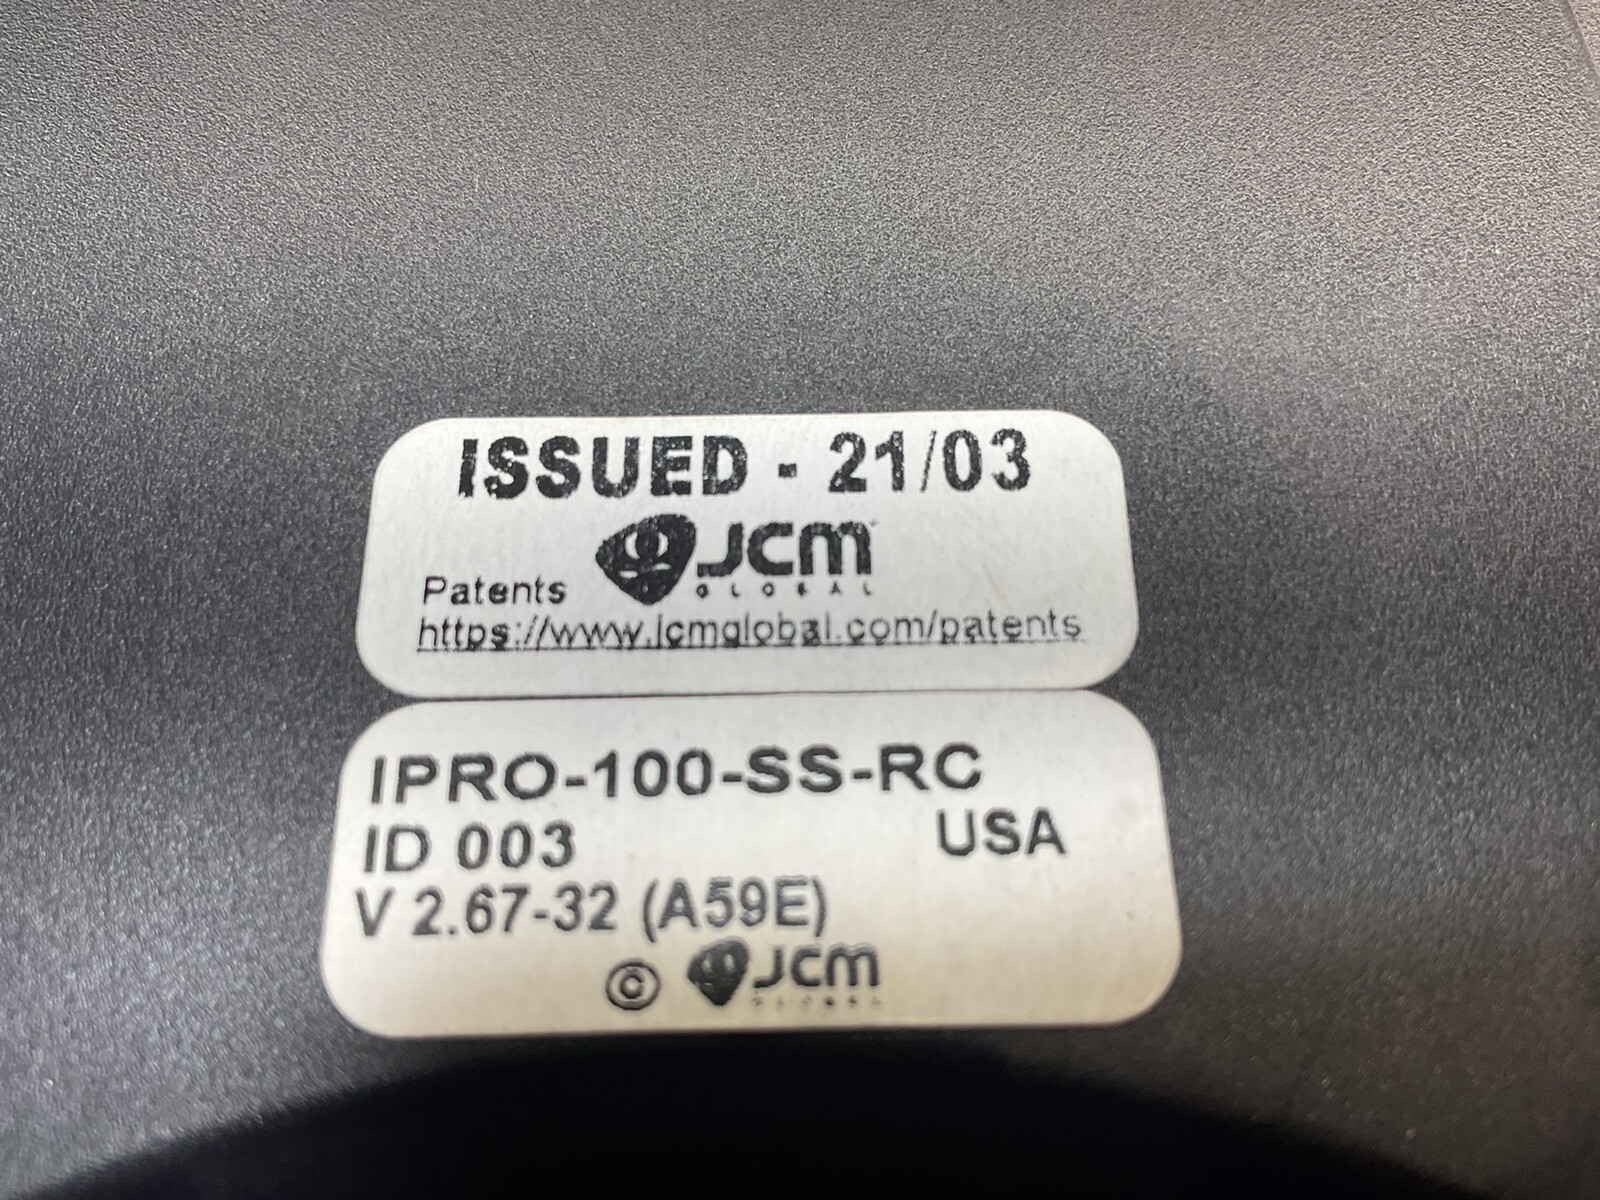 ISSUED - 21/03
JCM
GLOBAL
Patents
https://www.jcmglobal.com/patents
IPRO-100-SS-RC
ID 003 USA
V 2.67-32 (A59E)
© JCM
GLOBAL